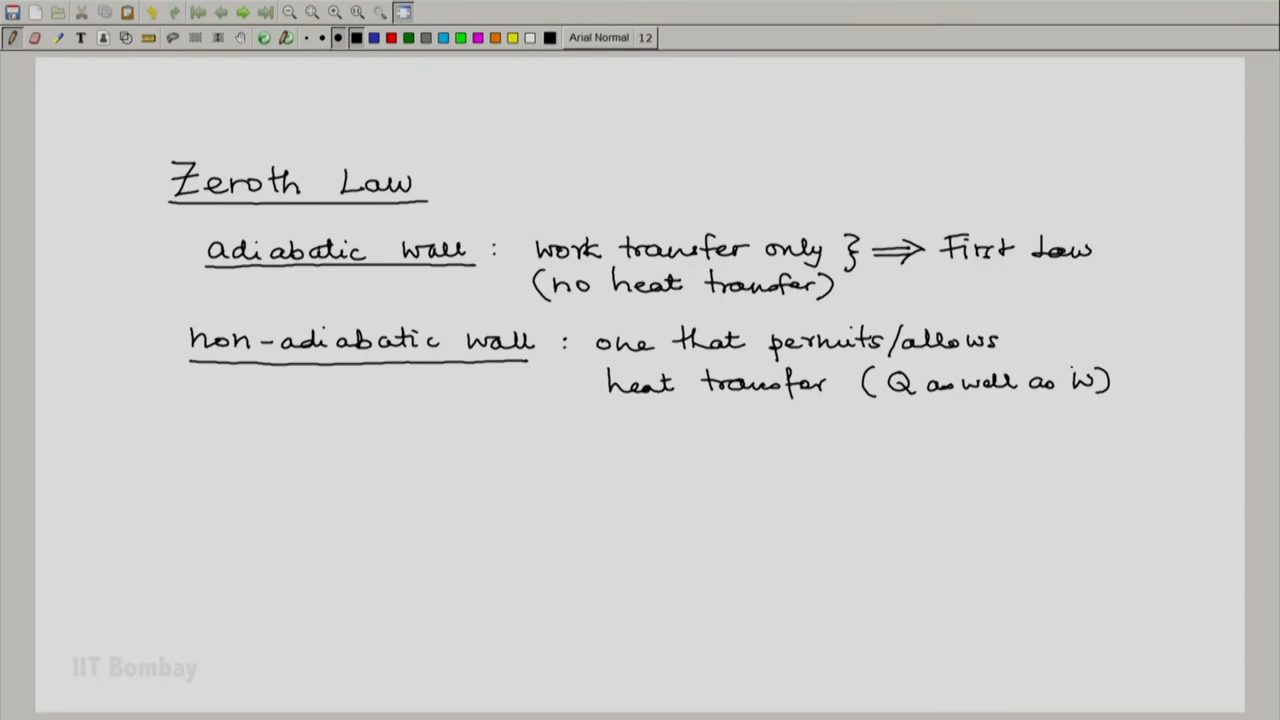 Arial Normal 12
Zeroth Law
adiabatic wall : work transfer only } ⇒ First Law
(no heat transfer)
non-adiabatic wall : one that permits/allows
heat transfer (Q as well as W)
IIT Bombay